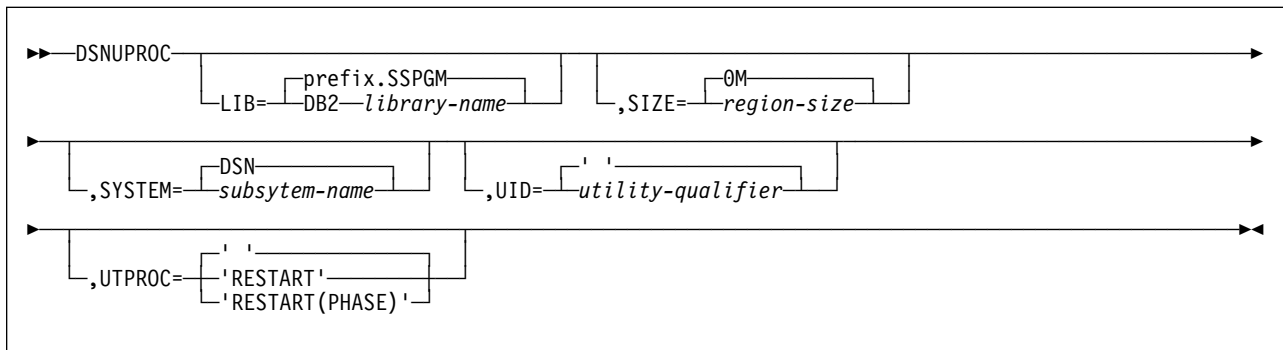 DSNUPROC
prefix.SSPGM
LIB= DB2 library-name
0M
,SIZE= region-size
DSN
,SYSTEM= subsytem-name
' '
,UID= utility-qualifier
' '
,UTPROC= 'RESTART'
'RESTART(PHASE)'